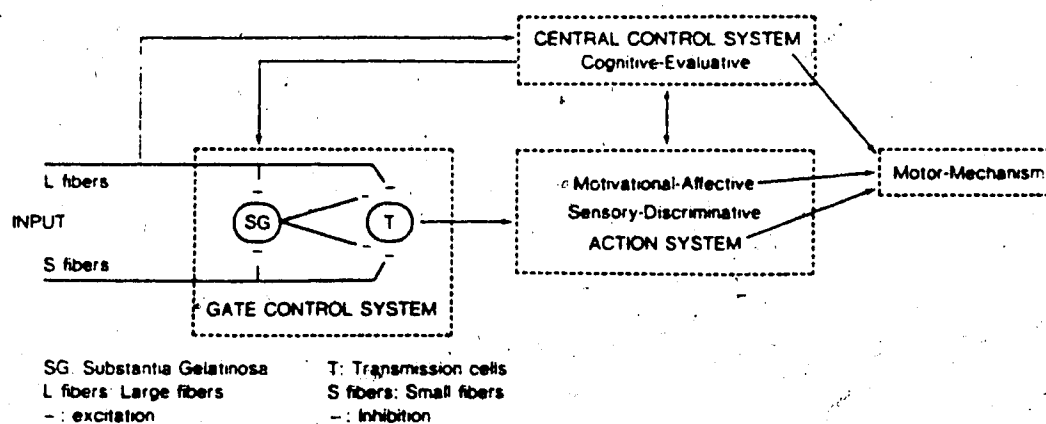 CENTRAL CONTROL SYSTEM
Cognitive-Evaluative
L fibers
INPUT
SG
T
S fibers
GATE CONTROL SYSTEM
Motivational-Affective
Sensory-Discriminative
ACTION SYSTEM
Motor-Mechanism
SG: Substantia Gelatinosa
T: Transmission cells
L fibers: Large fibers
S fibers: Small fibers
– : excitation
– : Inhibition